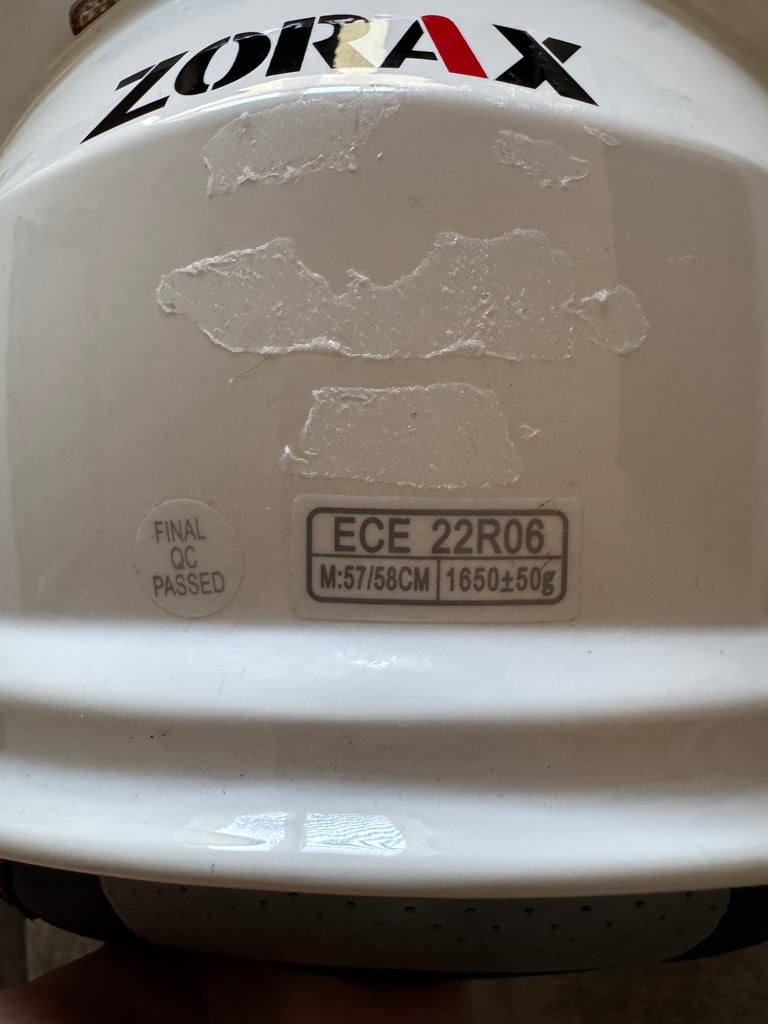 ZORAX
FINAL
QC
PASSED
ECE 22R06
M:57/58CM 1650±50g